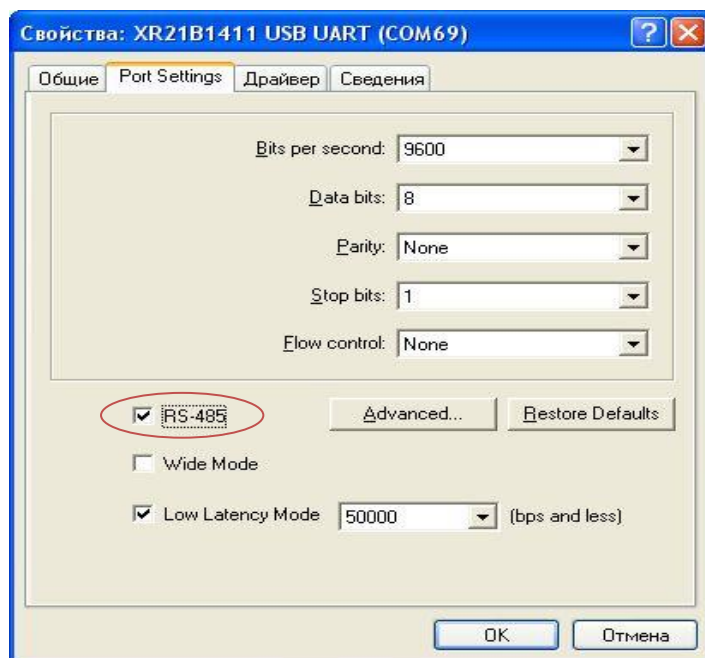 Свойства: XR21B1411 USB UART (COM69)
Общие Port Settings Драйвер Сведения
Bits per second: 9600
Data bits: 8
Parity: None
Stop bits: 1
Flow control: None
RS-485 Advanced... Restore Defaults
Wide Mode
Low Latency Mode 50000 (bps and less)
OK Отмена